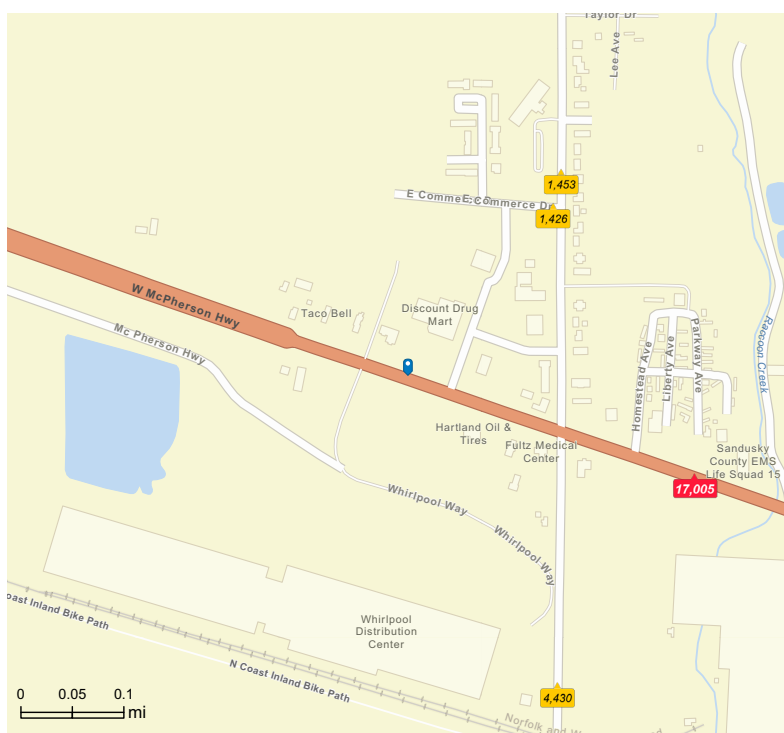 Taylor Dr
Lee Ave
1,453
E Comme
E Commerce Dr
1,426
W McPherson Hwy
Taco Bell
Discount Drug
Mart
Mc Pherson Hwy
Homestead Ave
Liberty Ave
Parkway Ave
Raccoon Creek
Hartland Oil &
Tires
Fultz Medical
Center
Sandusky
County EMS
Life Squad 15
17,005
Whirlpool Way
Whirlpool Way
Whirlpool
Distribution
Center
oast Inland Bike Path
N Coast Inland Bike Path
4,430
Norfolk and W
0 0.05 0.1
mi